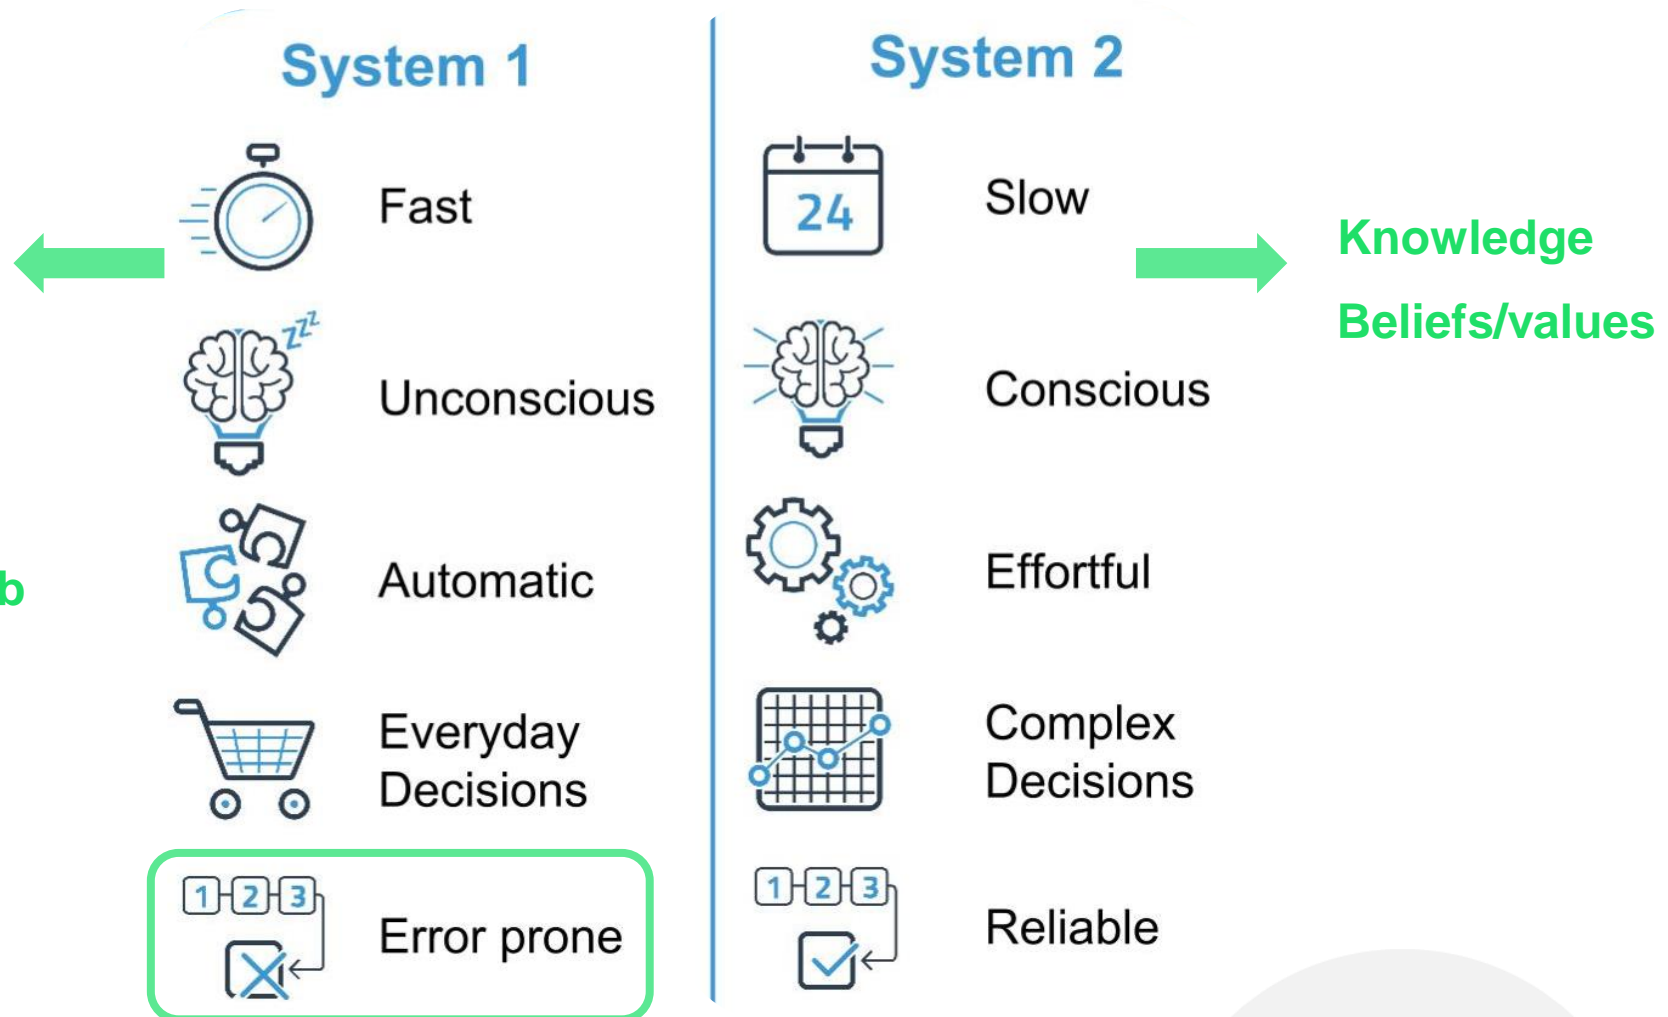 System 1
Fast
Unconscious
Automatic
Everyday
Decisions
1 2 3
Error prone
System 2
24
Slow
zzz
Conscious
Effortful
Complex
Decisions
1 2 3
Reliable
Knowledge
Beliefs/values
b